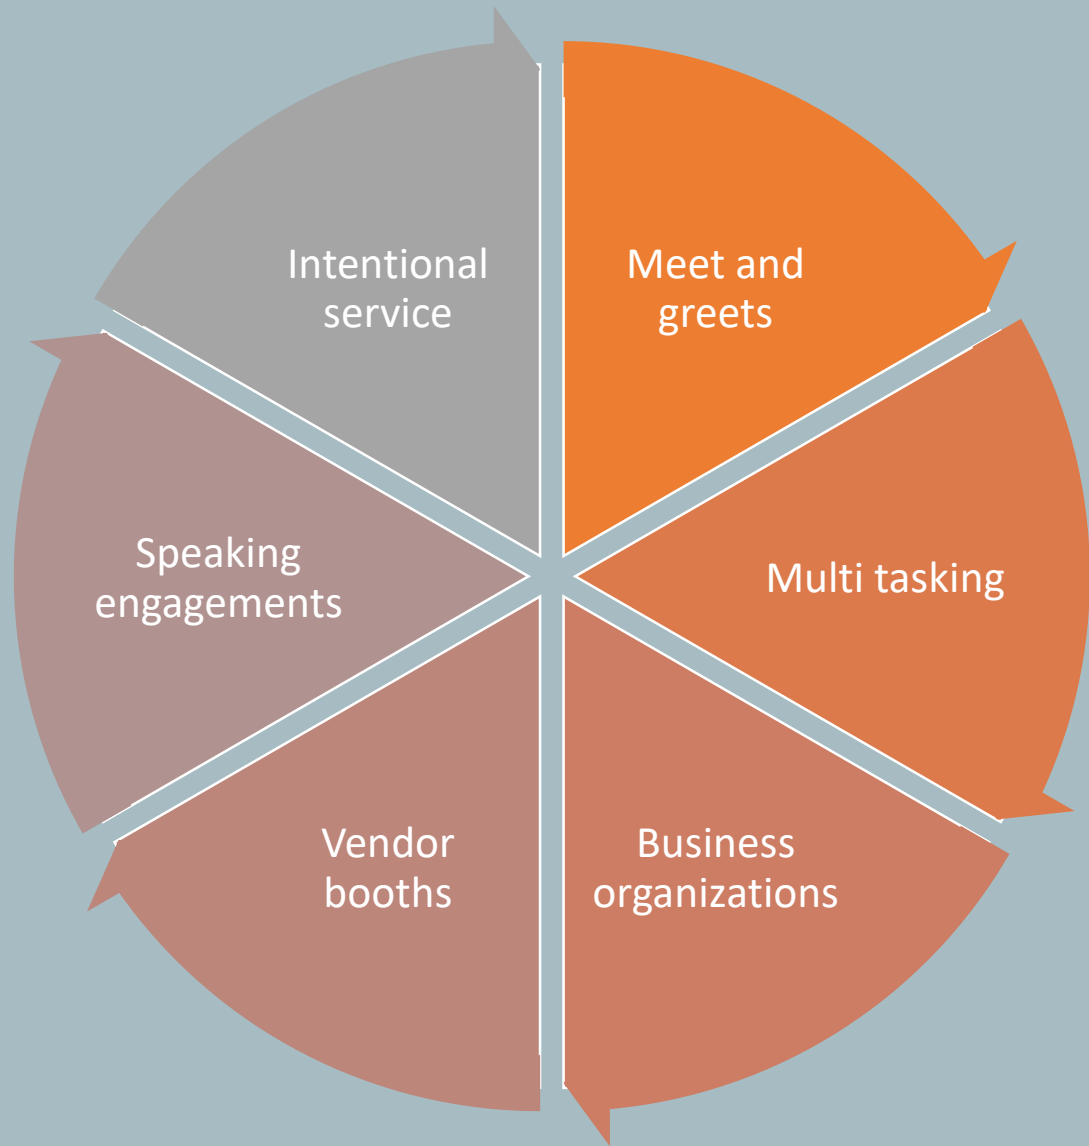 Intentional
service
Meet and
greets
Multi tasking
Business
organizations
Vendor
booths
Speaking
engagements